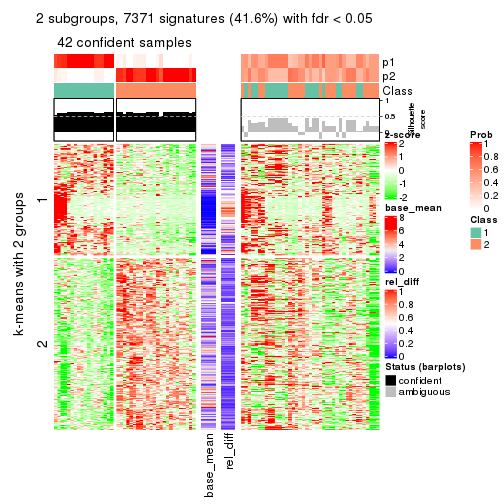 2 subgroups, 7371 signatures (41.6%) with fdr < 0.05
42 confident samples
p1
p2
Class
1
0.5
0
Silhouette
score
k-means with 2 groups
1
2
base_mean
rel_diff
z-score
2
1
0
-1
-2
base_mean
8
6
4
2
0
rel_diff
1
0.8
0.6
0.4
0.2
0
Status (barplots)
confident
ambiguous
Prob
1
0.8
0.6
0.4
0.2
0
Class
1
2